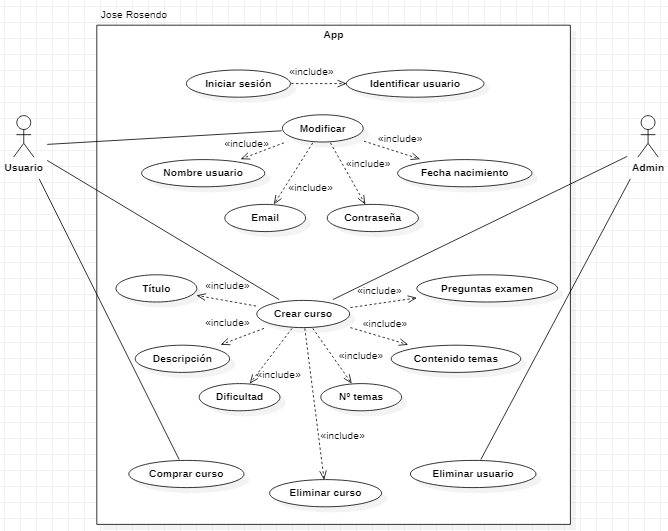 Jose Rosendo
App
Iniciar sesión
«include»
Identificar usuario
Modificar
«include»
«include»
Usuario
Admin
Nombre usuario
Fecha nacimiento
«include»
«include»
Email
Contraseña
Título
«include»
«include»
Preguntas examen
Crear curso
«include»
«include»
Descripción
«include»
Contenido temas
«include»
Dificultad
Nº temas
«include»
Comprar curso
Eliminar usuario
Eliminar curso